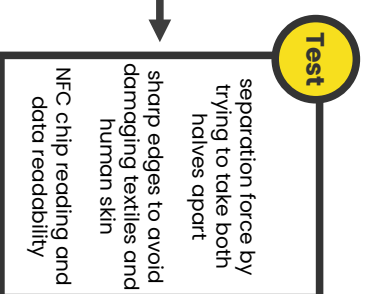 Test
separation force by
trying to take both
halves apart
sharp edges to avoid
damaging textiles and
human skin
NFC chip reading and
data readability